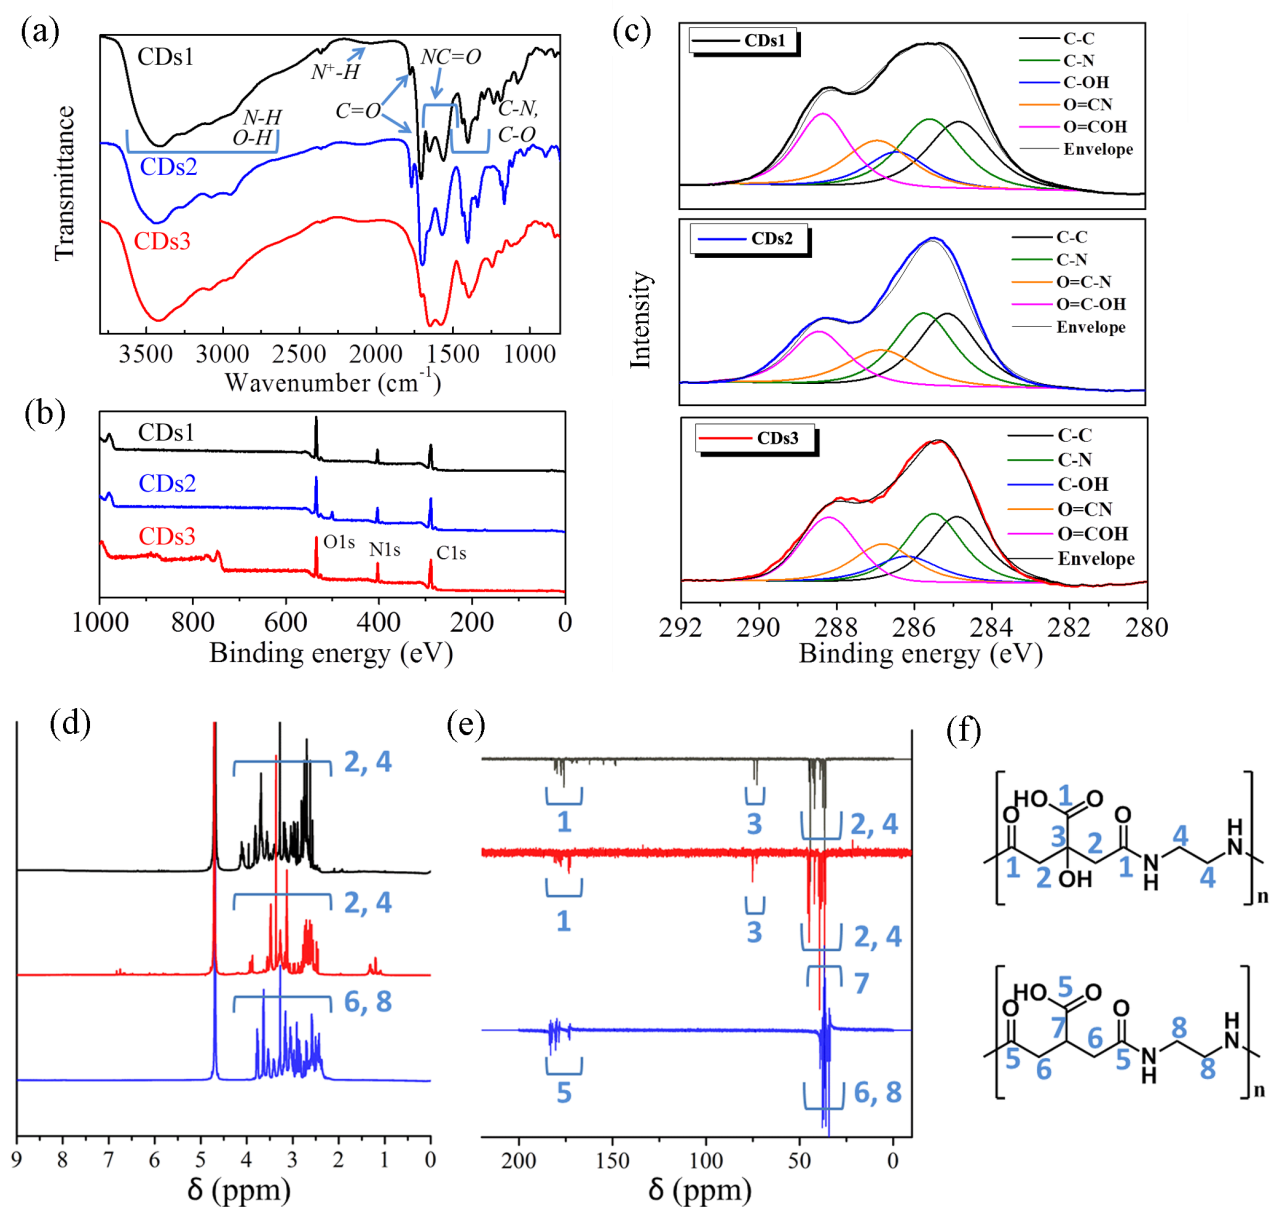 (a)
CDs1
N⁺-H
NC=O
C=O
N-H
O-H
C-N,
C-O
CDs2
CDs3
Transmittance
3750 3000 2250 1500 1000
Wavenumber (cm⁻¹)
(b)
CDs1
CDs2
CDs3
O1s
N1s
C1s
1000 800 600 400 200 0
Binding energy (eV)
(c)
CDs1
C-C
C-N
C-OH
O=CN
O=COH
Envelope
CDs2
C-C
C-N
O=C-N
O=C-OH
Envelope
CDs3
C-C
C-N
C-OH
O=CN
O=COH
Envelope
Intensity
292 290 288 286 284 282 280
Binding energy (eV)
(d)
2, 4
2, 4
6, 8
9 8 7 6 5 4 3 2 1 0
δ (ppm)
(e)
1
3
2, 4
1
3
2, 4
7
5
6, 8
200 150 100 50 0
δ (ppm)
(f)
HO 1 O
O 3 2 O 4 H N
1 2 OH 1 N H 4 n
HO 5 O
O 7 6 O 8 H N
5 6 5 N H 8 n